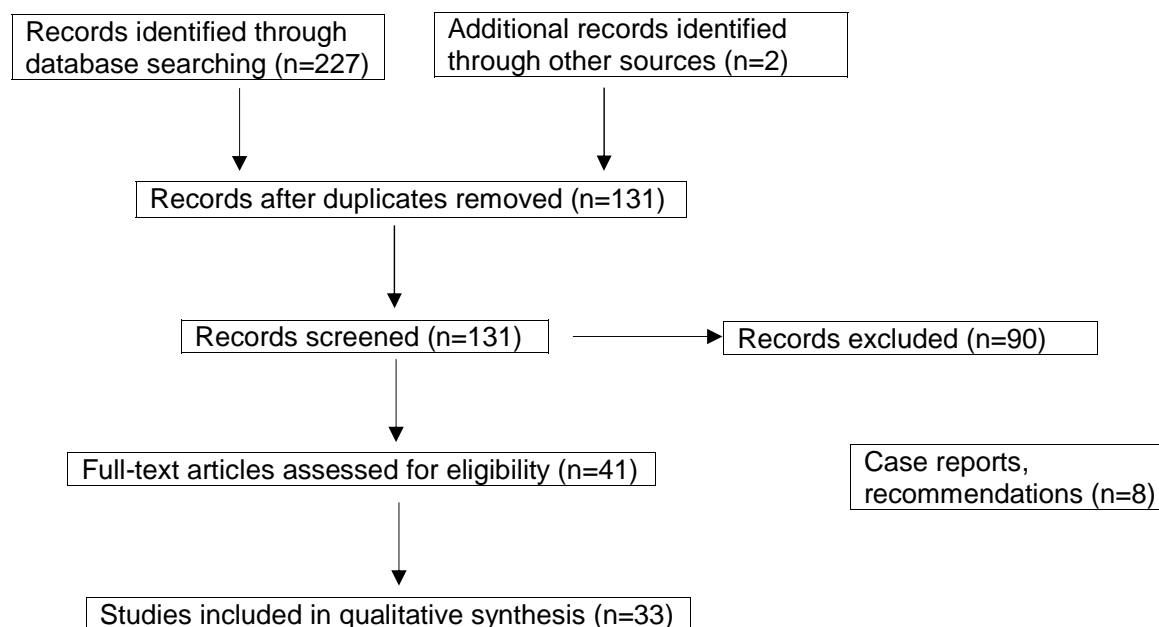 Records identified through
database searching (n=227)
Additional records identified
through other sources (n=2)
Records after duplicates removed (n=131)
Records screened (n=131)
Records excluded (n=90)
Full-text articles assessed for eligibility (n=41)
Case reports,
recommendations (n=8)
Studies included in qualitative synthesis (n=33)